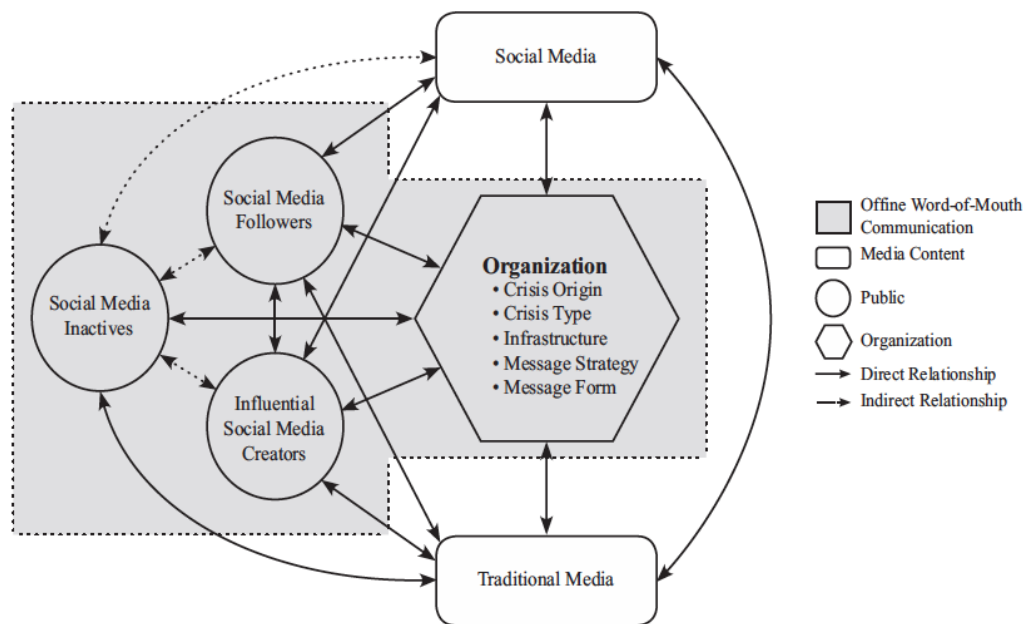 Social Media
Social Media
Followers
Social Media
Inactives
Influential
Social Media
Creators
Organization
• Crisis Origin
• Crisis Type
• Infrastructure
• Message Strategy
• Message Form
Traditional Media
Offine Word-of-Mouth
Communication
Media Content
Public
Organization
Direct Relationship
Indirect Relationship